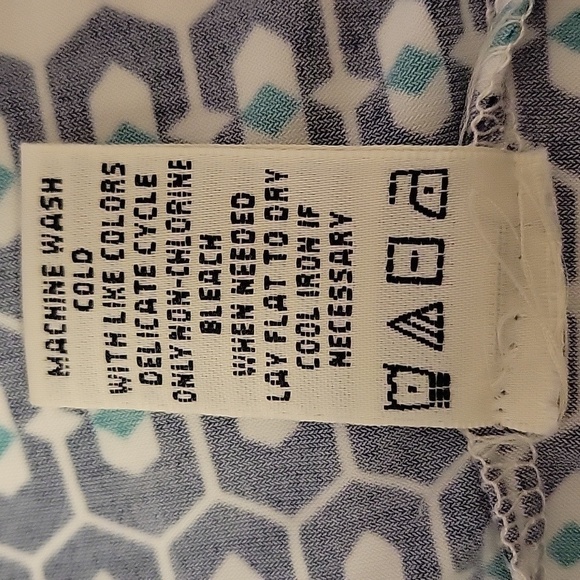 MACHINE WASH
COLD
WITH LIKE COLORS
DELICATE CYCLE
ONLY NON-CHLORINE
BLEACH
WHEN NEEDED
LAY FLAT TO DRY
COOL IRON IF
NECESSARY